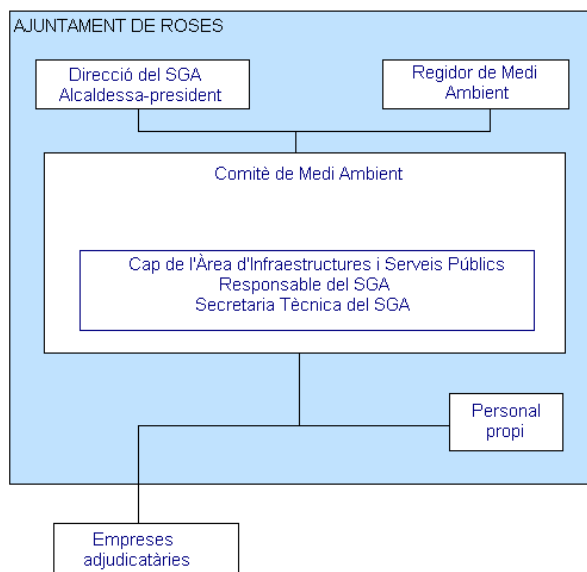 AJUNTAMENT DE ROSES
Direcció del SGA
Alcaldessa-president
Regidor de Medi
Ambient
Comitè de Medi Ambient
Cap de l'Àrea d'Infraestructures i Serveis Públics
Responsable del SGA
Secretaria Tècnica del SGA
Personal
propi
Empreses
adjudicatàries